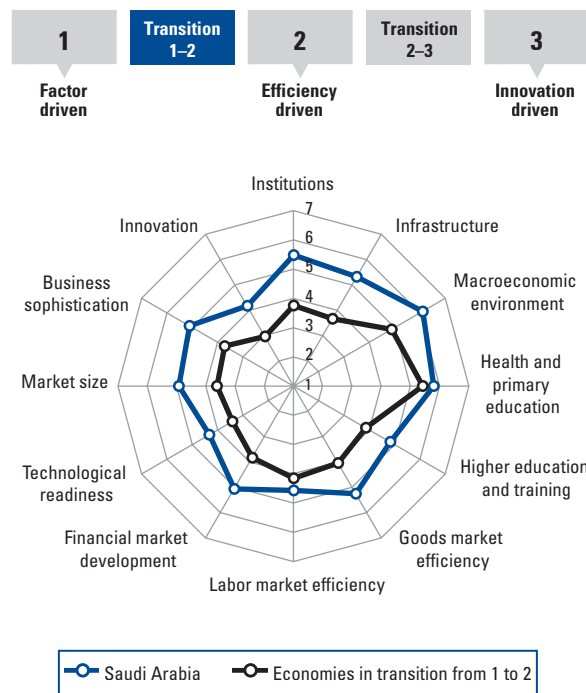 1
Transition
1–2
2
Transition
2–3
3
Factor
driven
Efficiency
driven
Innovation
driven
Institutions
7
6
5
4
3
2
1
Infrastructure
Macroeconomic
environment
Health and
primary
education
Higher education
and training
Goods market
efficiency
Labor market efficiency
Financial market
development
Technological
readiness
Market size
Business
sophistication
Innovation
Saudi Arabia
Economies in transition from 1 to 2